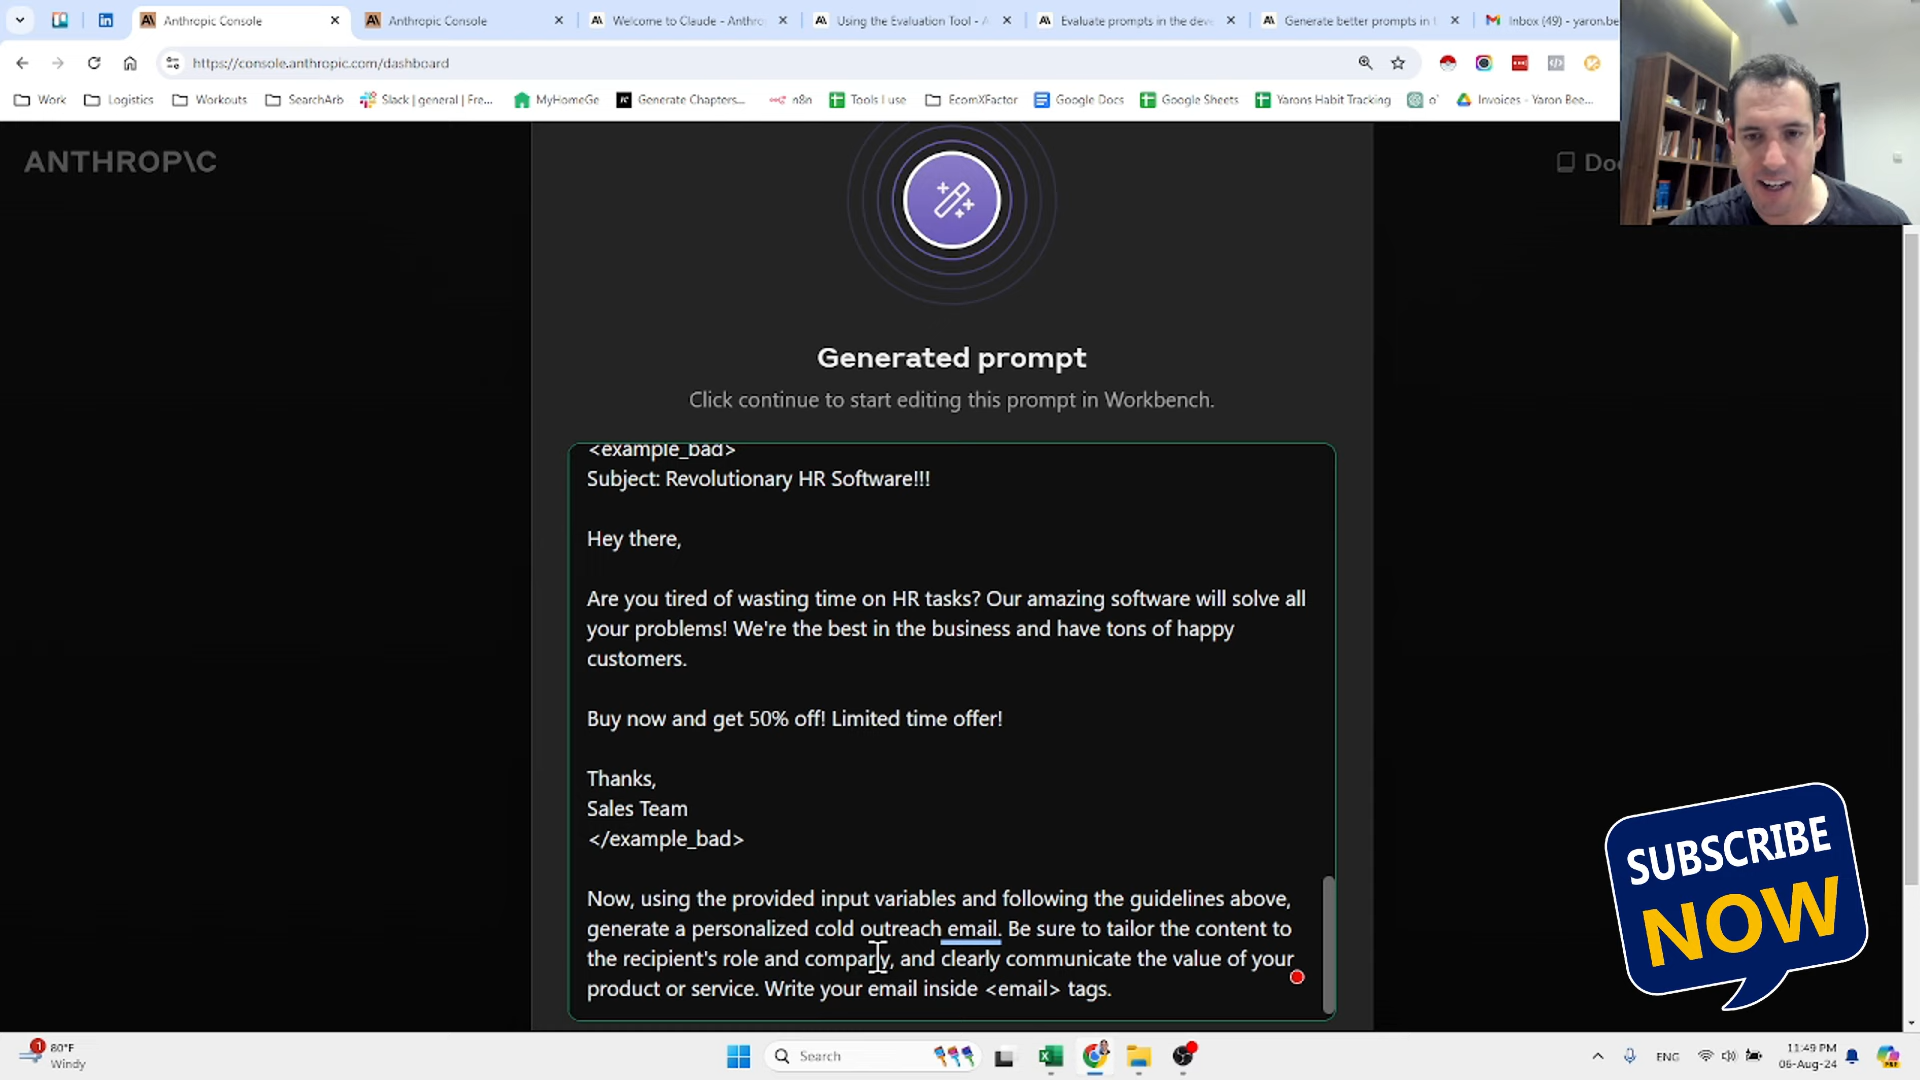 Anthropic Console
Anthropic Console
Welcome to Claude - Anthro
Using the Evaluation Tool - A
Evaluate prompts in the deve
Generate better prompts in t
Inbox (49) - yaron.be
https://console.anthropic.com/dashboard
Work
Logistics
Workouts
SearchArb
Slack | general | Fre...
MyHomeGe
Generate Chapters...
n8n
Tools I use
EcomXFactor
Google Docs
Google Sheets
Yarons Habit Tracking
o'
Invoices - Yaron Bee...
ANTHROP\C
Doc
Generated prompt
Click continue to start editing this prompt in Workbench.
<example_bad>
Subject: Revolutionary HR Software!!!
Hey there,
Are you tired of wasting time on HR tasks? Our amazing software will solve all
your problems! We're the best in the business and have tons of happy
customers.
Buy now and get 50% off! Limited time offer!
Thanks,
Sales Team
</example_bad>
Now, using the provided input variables and following the guidelines above,
generate a personalized cold outreach email. Be sure to tailor the content to
the recipient's role and company, and clearly communicate the value of your
product or service. Write your email inside <email> tags.
SUBSCRIBE
NOW
1
80°F
Windy
Search
ENG
11:49 PM
06-Aug-24